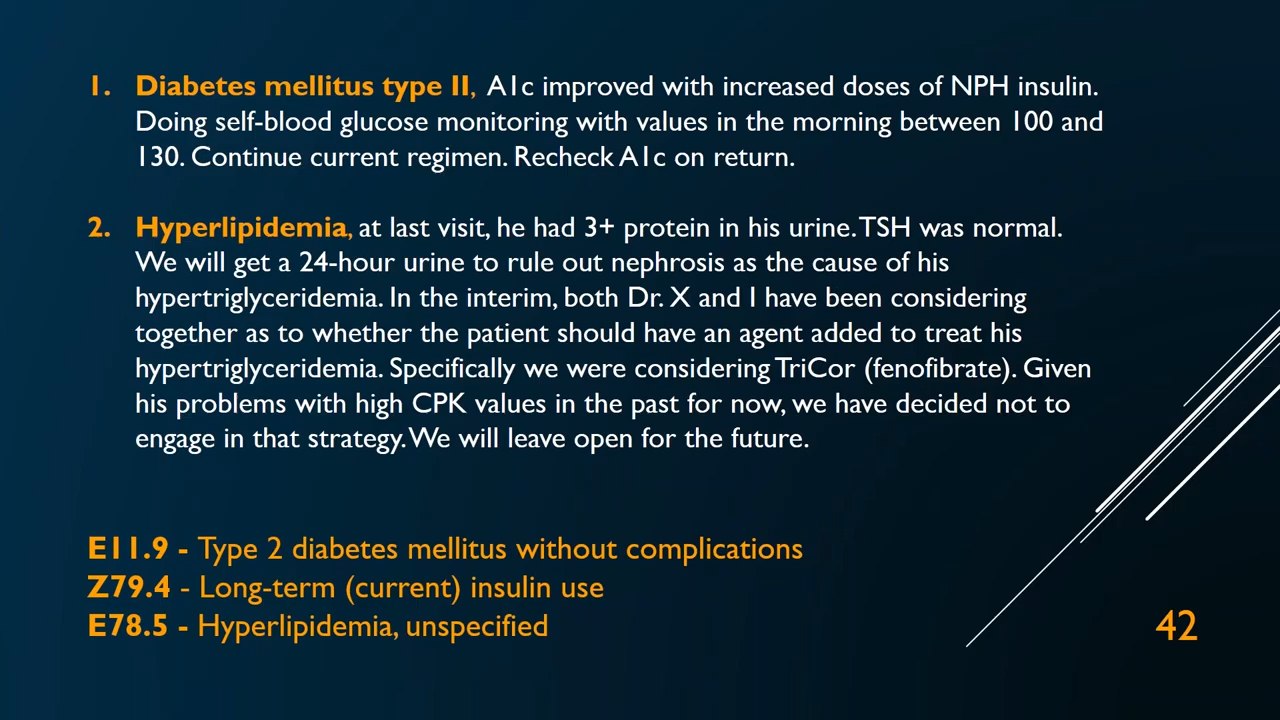 1. Diabetes mellitus type II, A1c improved with increased doses of NPH insulin.
Doing self-blood glucose monitoring with values in the morning between 100 and
130. Continue current regimen. Recheck A1c on return.
2. Hyperlipidemia, at last visit, he had 3+ protein in his urine. TSH was normal.
We will get a 24-hour urine to rule out nephrosis as the cause of his
hypertriglyceridemia. In the interim, both Dr. X and I have been considering
together as to whether the patient should have an agent added to treat his
hypertriglyceridemia. Specifically we were considering TriCor (fenofibrate). Given
his problems with high CPK values in the past for now, we have decided not to
engage in that strategy. We will leave open for the future.
E11.9 - Type 2 diabetes mellitus without complications
Z79.4 - Long-term (current) insulin use
E78.5 - Hyperlipidemia, unspecified
42